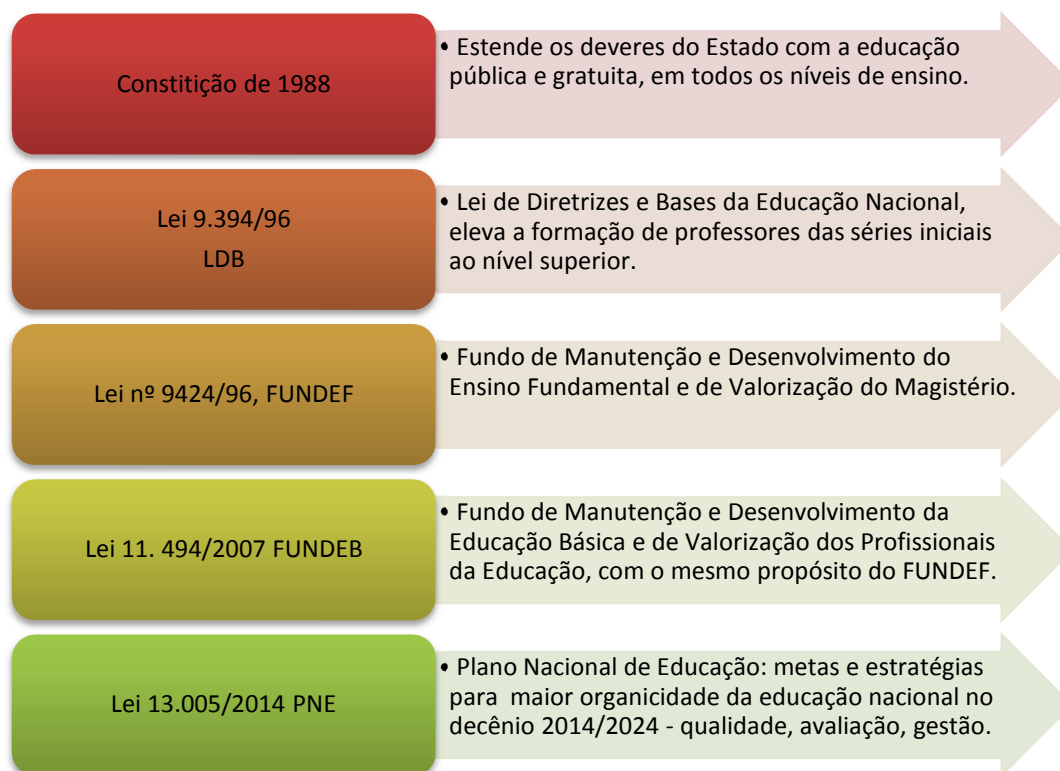 Constitição de 1988
• Estende os deveres do Estado com a educação
pública e gratuita, em todos os níveis de ensino.
Lei 9.394/96
LDB
• Lei de Diretrizes e Bases da Educação Nacional,
eleva a formação de professores das séries iniciais
ao nível superior.
Lei nº 9424/96, FUNDEF
• Fundo de Manutenção e Desenvolvimento do
Ensino Fundamental e de Valorização do Magistério.
Lei 11. 494/2007 FUNDEB
• Fundo de Manutenção e Desenvolvimento da
Educação Básica e de Valorização dos Profissionais
da Educação, com o mesmo propósito do FUNDEF.
Lei 13.005/2014 PNE
• Plano Nacional de Educação: metas e estratégias
para  maior organicidade da educação nacional no
decênio 2014/2024 - qualidade, avaliação, gestão.